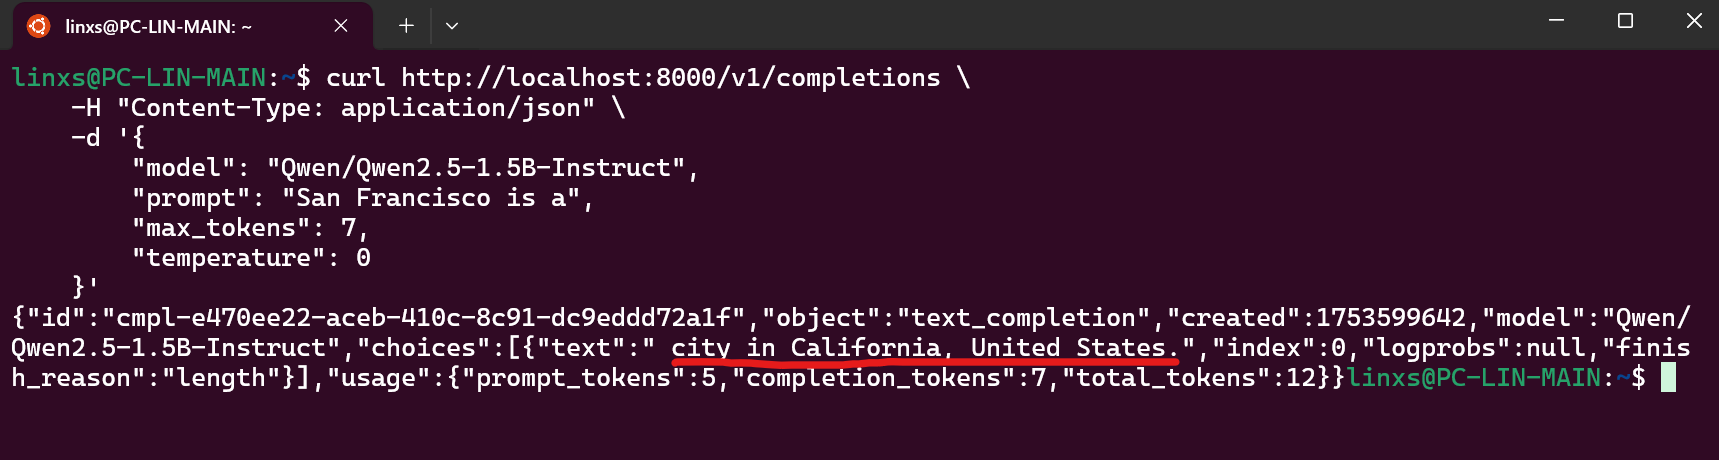 linxs@PC-LIN-MAIN: ~
linxs@PC-LIN-MAIN:~$ curl http://localhost:8000/v1/completions \
    -H "Content-Type: application/json" \
    -d '{
        "model": "Qwen/Qwen2.5-1.5B-Instruct",
        "prompt": "San Francisco is a",
        "max_tokens": 7,
        "temperature": 0
    }'
{"id":"cmpl-e470ee22-aceb-410c-8c91-dc9eddd72a1f","object":"text_completion","created":1753599642,"model":"Qwen/
Qwen2.5-1.5B-Instruct","choices":[{"text":" city in California, United States.","index":0,"logprobs":null,"finis
h_reason":"length"}],"usage":{"prompt_tokens":5,"completion_tokens":7,"total_tokens":12}}linxs@PC-LIN-MAIN:~$